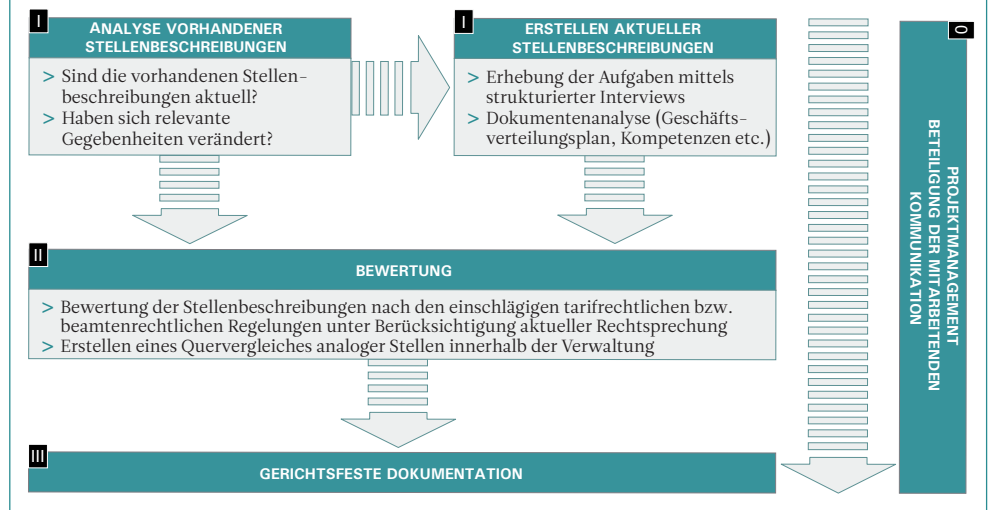 I
ANALYSE VORHANDENER
STELLENBESCHREIBUNGEN
> Sind die vorhandenen Stellen-
beschreibungen aktuell?
> Haben sich relevante
Gegebenheiten verändert?
I
ERSTELLEN AKTUELLER
STELLENBESCHREIBUNGEN
> Erhebung der Aufgaben mittels
strukturierter Interviews
> Dokumentenanalyse (Geschäfts-
verteilungsplan, Kompetenzen etc.)
II
BEWERTUNG
> Bewertung der Stellenbeschreibungen nach den einschlägigen tarifrechtlichen bzw.
beamtenrechtlichen Regelungen unter Berücksichtigung aktueller Rechtsprechung
> Erstellen eines Quervergleiches analoger Stellen innerhalb der Verwaltung
III
GERICHTSFESTE DOKUMENTATION
0
PROJEKTMANAGEMENT
BETEILIGUNG DER MITARBEITENDEN
KOMMUNIKATION